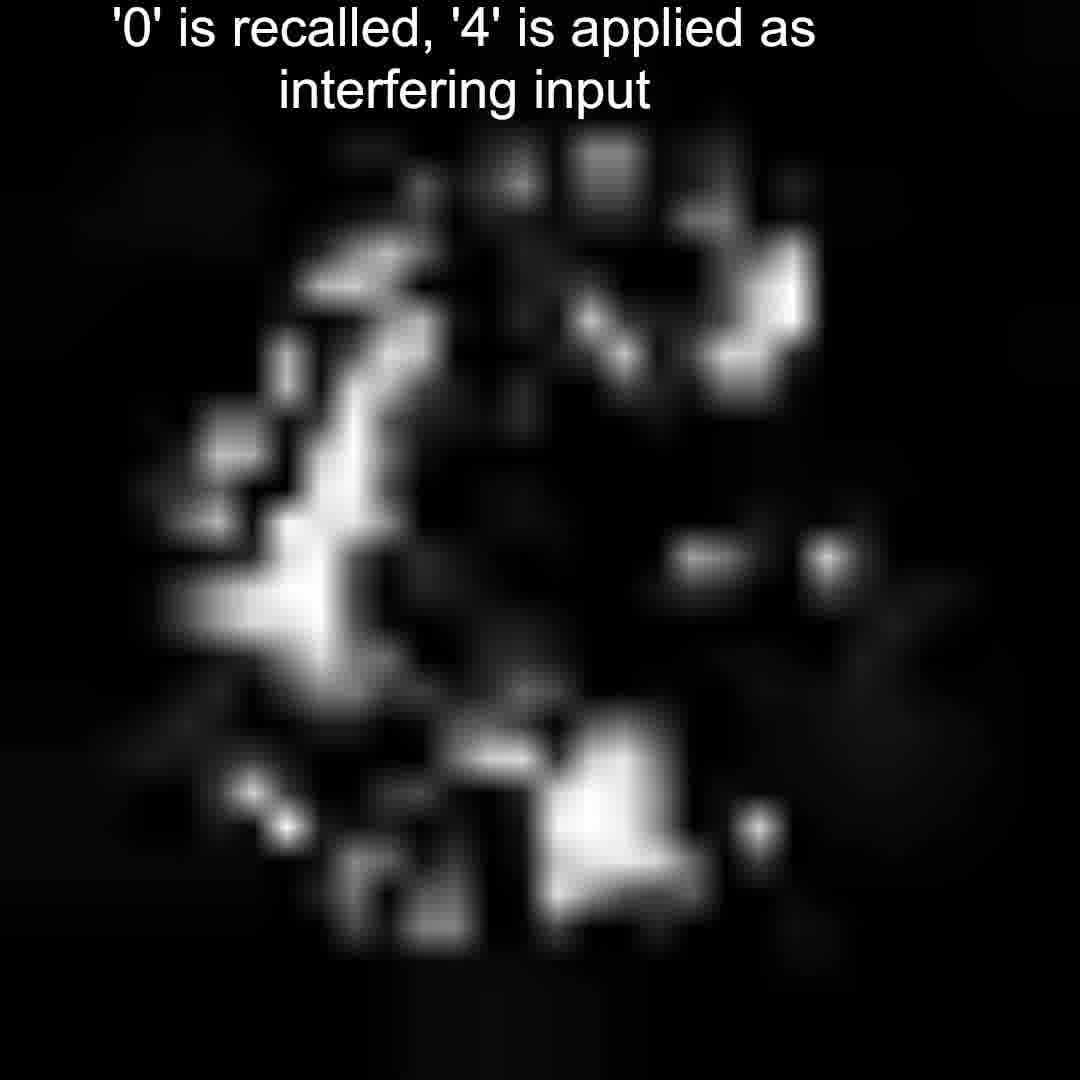 '0' is recalled, '4' is applied as
interfering input